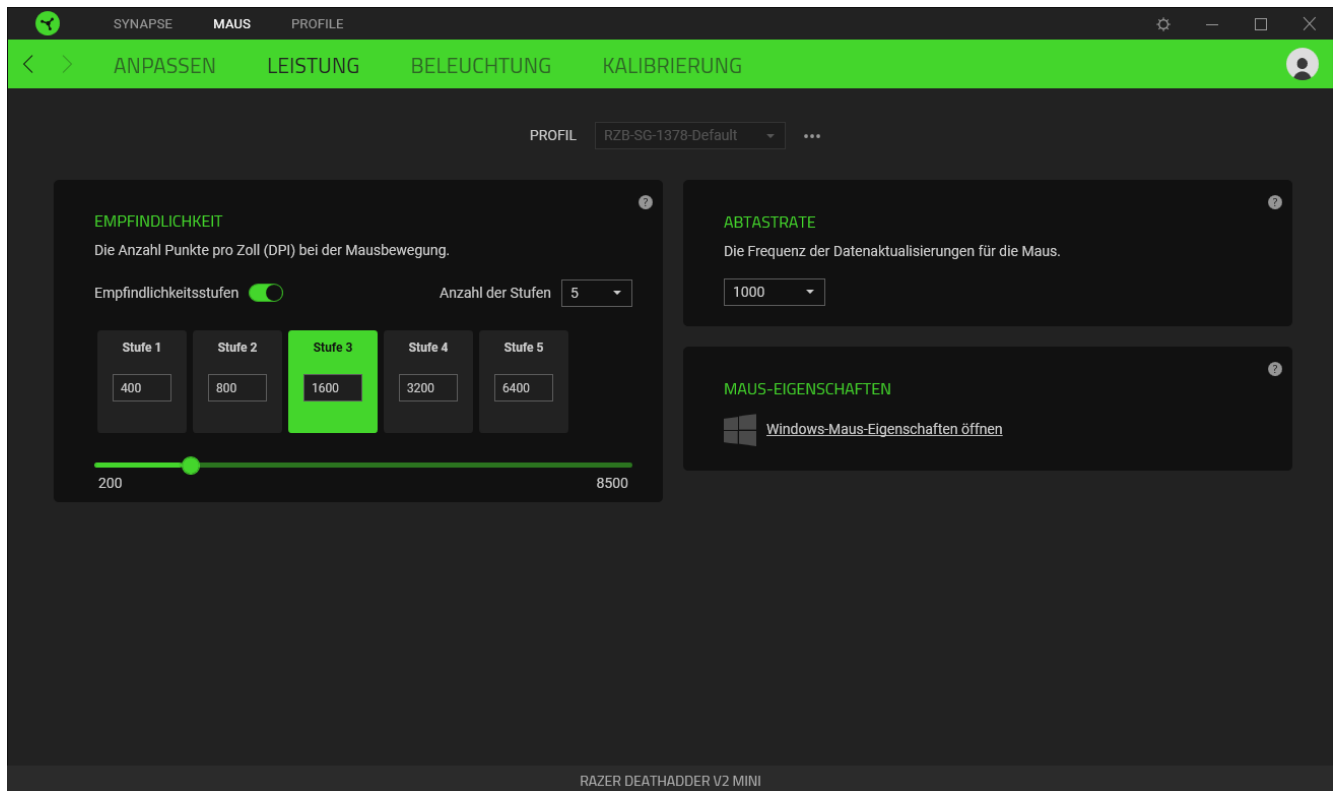 SYNAPSE MAUS PROFILE
ANPASSEN LEISTUNG BELEUCHTUNG KALIBRIERUNG
PROFIL RZB-SG-1378-Default
EMPFINDLICHKEIT
Die Anzahl Punkte pro Zoll (DPI) bei der Mausbewegung.
Empfindlichkeitsstufen Anzahl der Stufen 5
Stufe 1 Stufe 2 Stufe 3 Stufe 4 Stufe 5
400 800 1600 3200 6400
200 8500
ABTASTRATE
Die Frequenz der Datenaktualisierungen für die Maus.
1000
MAUS-EIGENSCHAFTEN
Windows-Maus-Eigenschaften öffnen
RAZER DEATHADDER V2 MINI